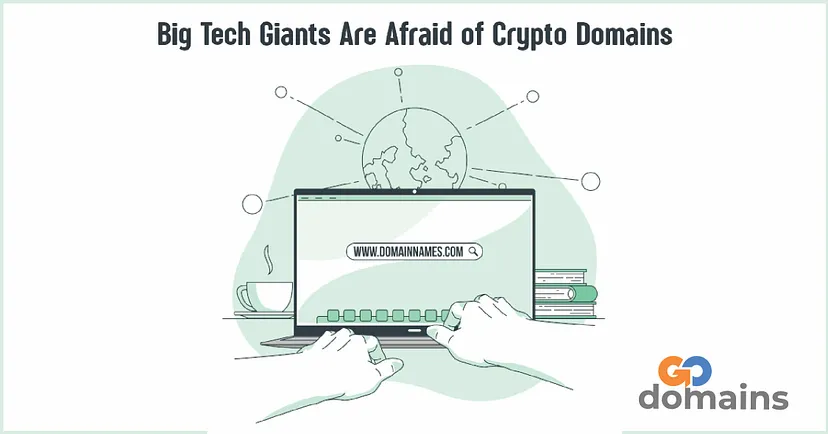 Big Tech Giants Are Afraid of Crypto Domains
WWW.DOMAINNAMES.COM
GO
domains